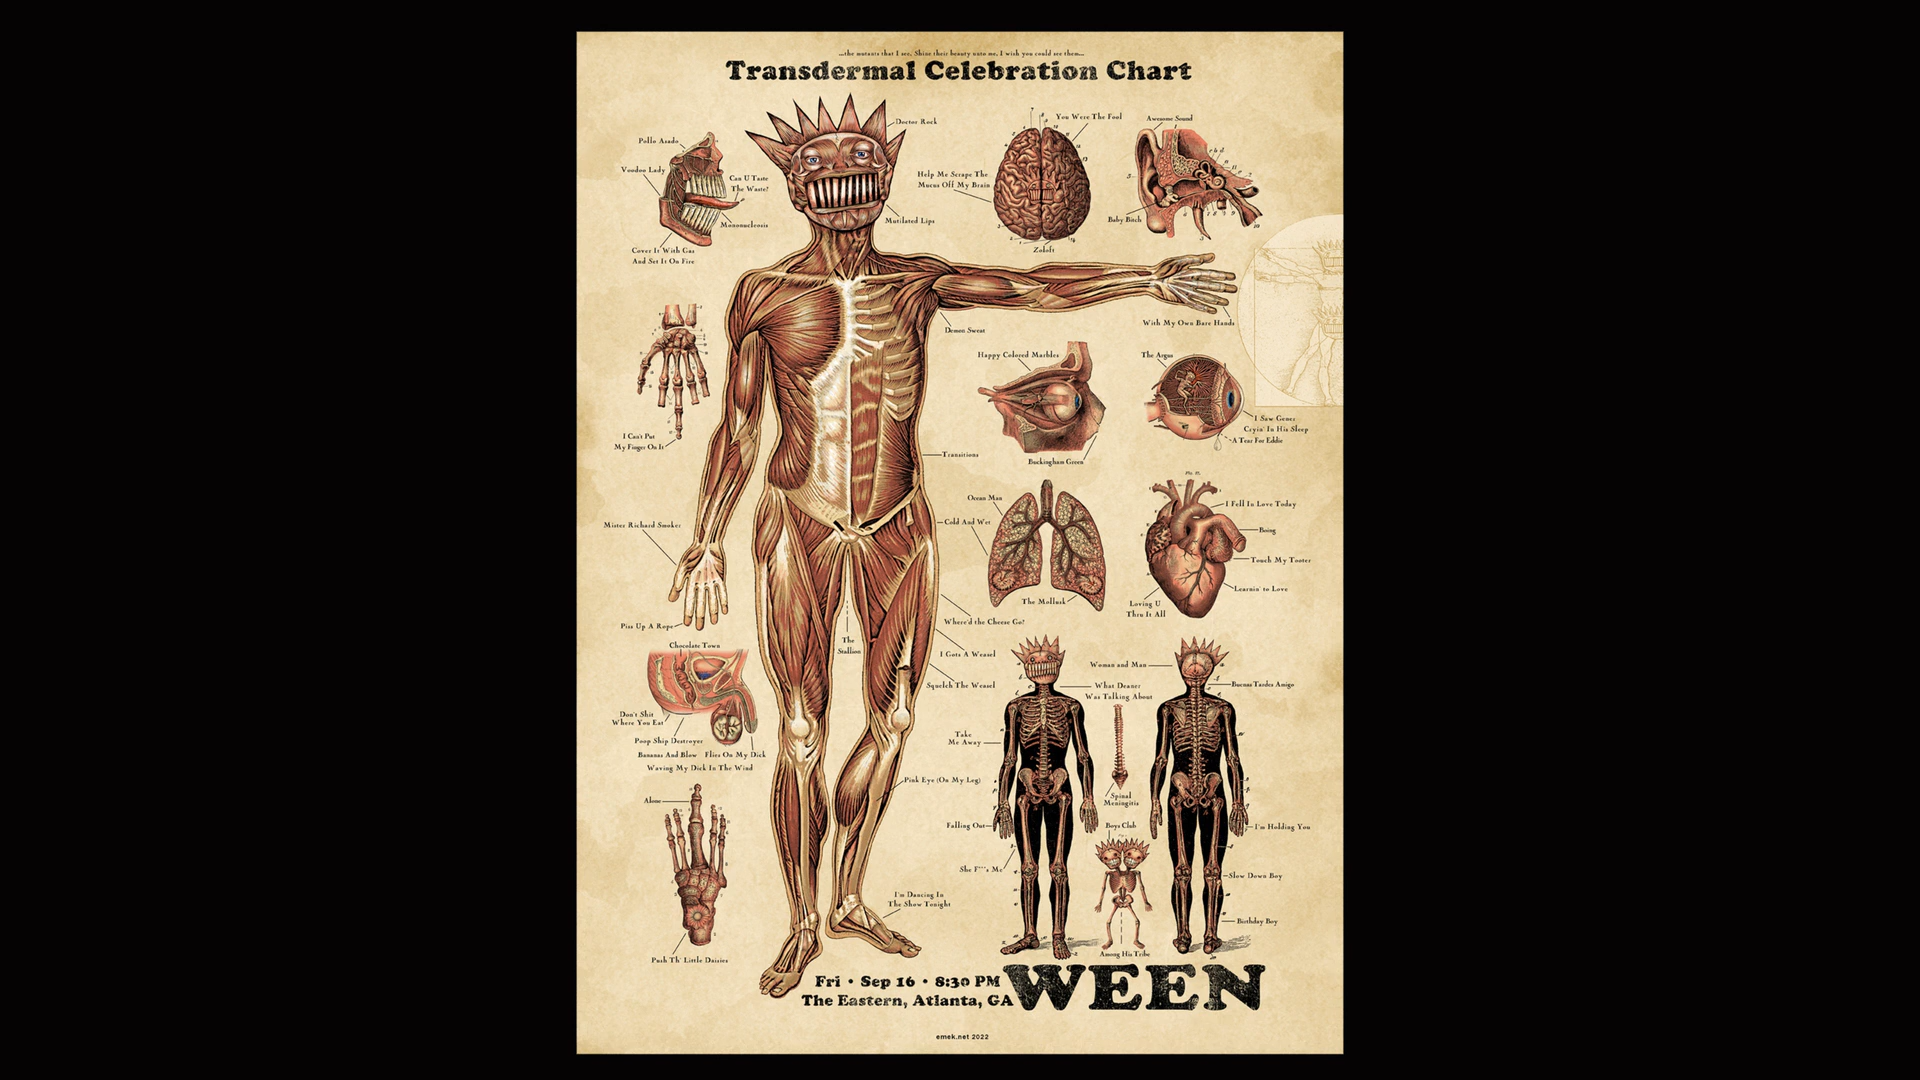 ...the mutants that I see, Shine their beauty unto me, I wish you could see them...
Transdermal Celebration Chart
Doctor Rock
Pollo Asado
Voodoo Lady
Can U Taste
The Waste?
Mononucleosis
Cover It With Gas
And Set It On Fire
Mutilated Lips
You Were The Fool
Help Me Scrape The
Mucus Off My Brain
Zoloft
Awesome Sound
Baby Bitch
Demon Sweat
With My Own Bare Hands
I Can't Put
My Finger On It
Happy Colored Marbles
Buckingham Green
The Argus
I Saw Gener
Cryin' In His Sleep
A Tear For Eddie
Transitions
Mister Richard Smoker
Piss Up A Rope
Ocean Man
Cold And Wet
The Mollusk
Fig. 27.
I Fell In Love Today
Boing
Touch My Tooter
Learnin' to Love
Loving U
Thru It All
Where'd the Cheese Go?
The
Stallion
I Gots A Weasel
Squelch The Weasel
Chocolate Town
Don't Shit
Where You Eat
Poop Ship Destroyer
Bananas And Blow
Flies On My Dick
Waving My Dick In The Wind
Woman and Man
What Deaner
Was Talking About
Buenas Tardes Amigo
Take
Me Away
Spinal
Meningitis
Pink Eye (On My Leg)
Alone
Push Th' Little Daisies
Falling Out
Boys Club
I'm Holding You
She F***s Me
Slow Down Boy
I'm Dancing In
The Show Tonight
Birthday Boy
Among His Tribe
Fri • Sep 16 • 8:30 PM
The Eastern, Atlanta, GA
WEEN
emek.net 2022